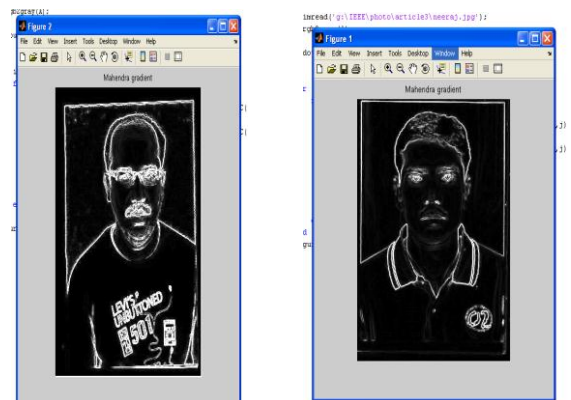 Figure 2
File Edit View Insert Tools Desktop Window Help
Mahendra gradient
LEVI'S
UNBUTTONED
501
imread('g:\IEEE\photo\article3\neeraj.jpg');
Figure 1
File Edit View Insert Tools Desktop Window Help
Mahendra gradient
,j)
,j)
02